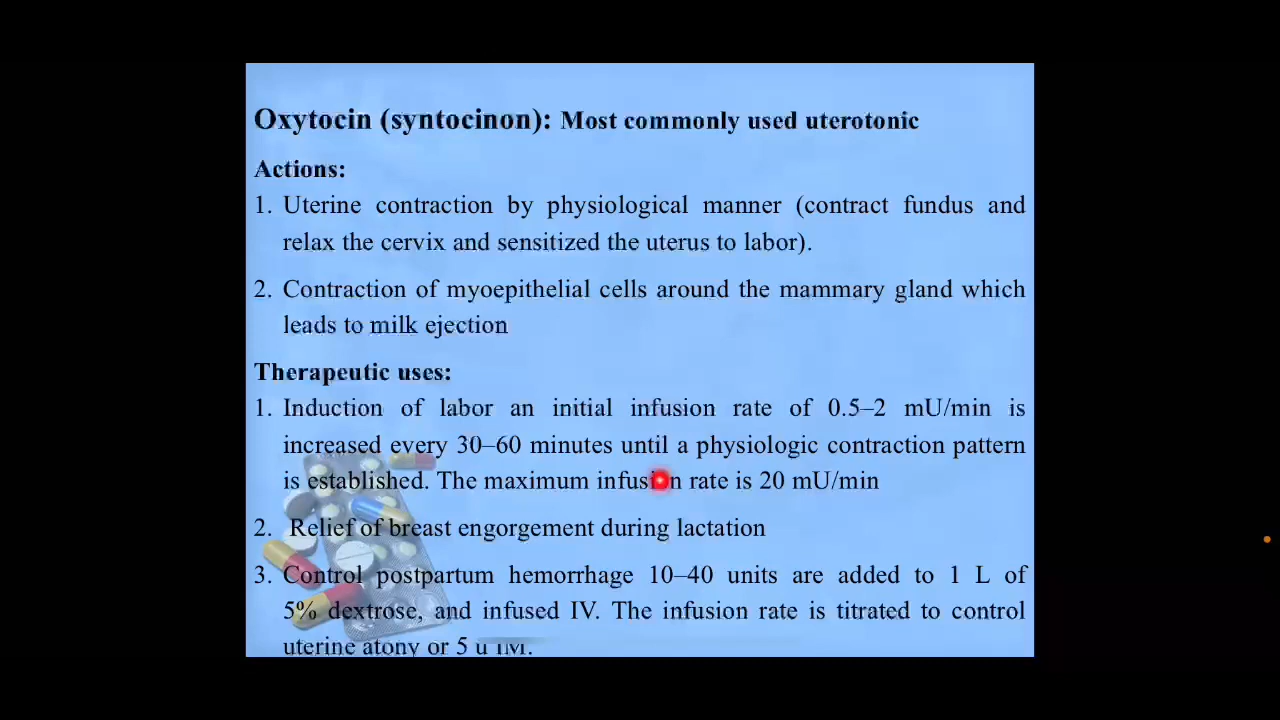 Oxytocin (syntocinon): Most commonly used uterotonic
Actions:
1. Uterine contraction by physiological manner (contract fundus and
relax the cervix and sensitized the uterus to labor).
2. Contraction of myoepithelial cells around the mammary gland which
leads to milk ejection
Therapeutic uses:
1. Induction of labor an initial infusion rate of 0.5–2 mU/min is
increased every 30–60 minutes until a physiologic contraction pattern
is established. The maximum infusion rate is 20 mU/min
2. Relief of breast engorgement during lactation
3. Control postpartum hemorrhage 10–40 units are added to 1 L of
5% dextrose, and infused IV. The infusion rate is titrated to control
uterine atony or 5 u IM.